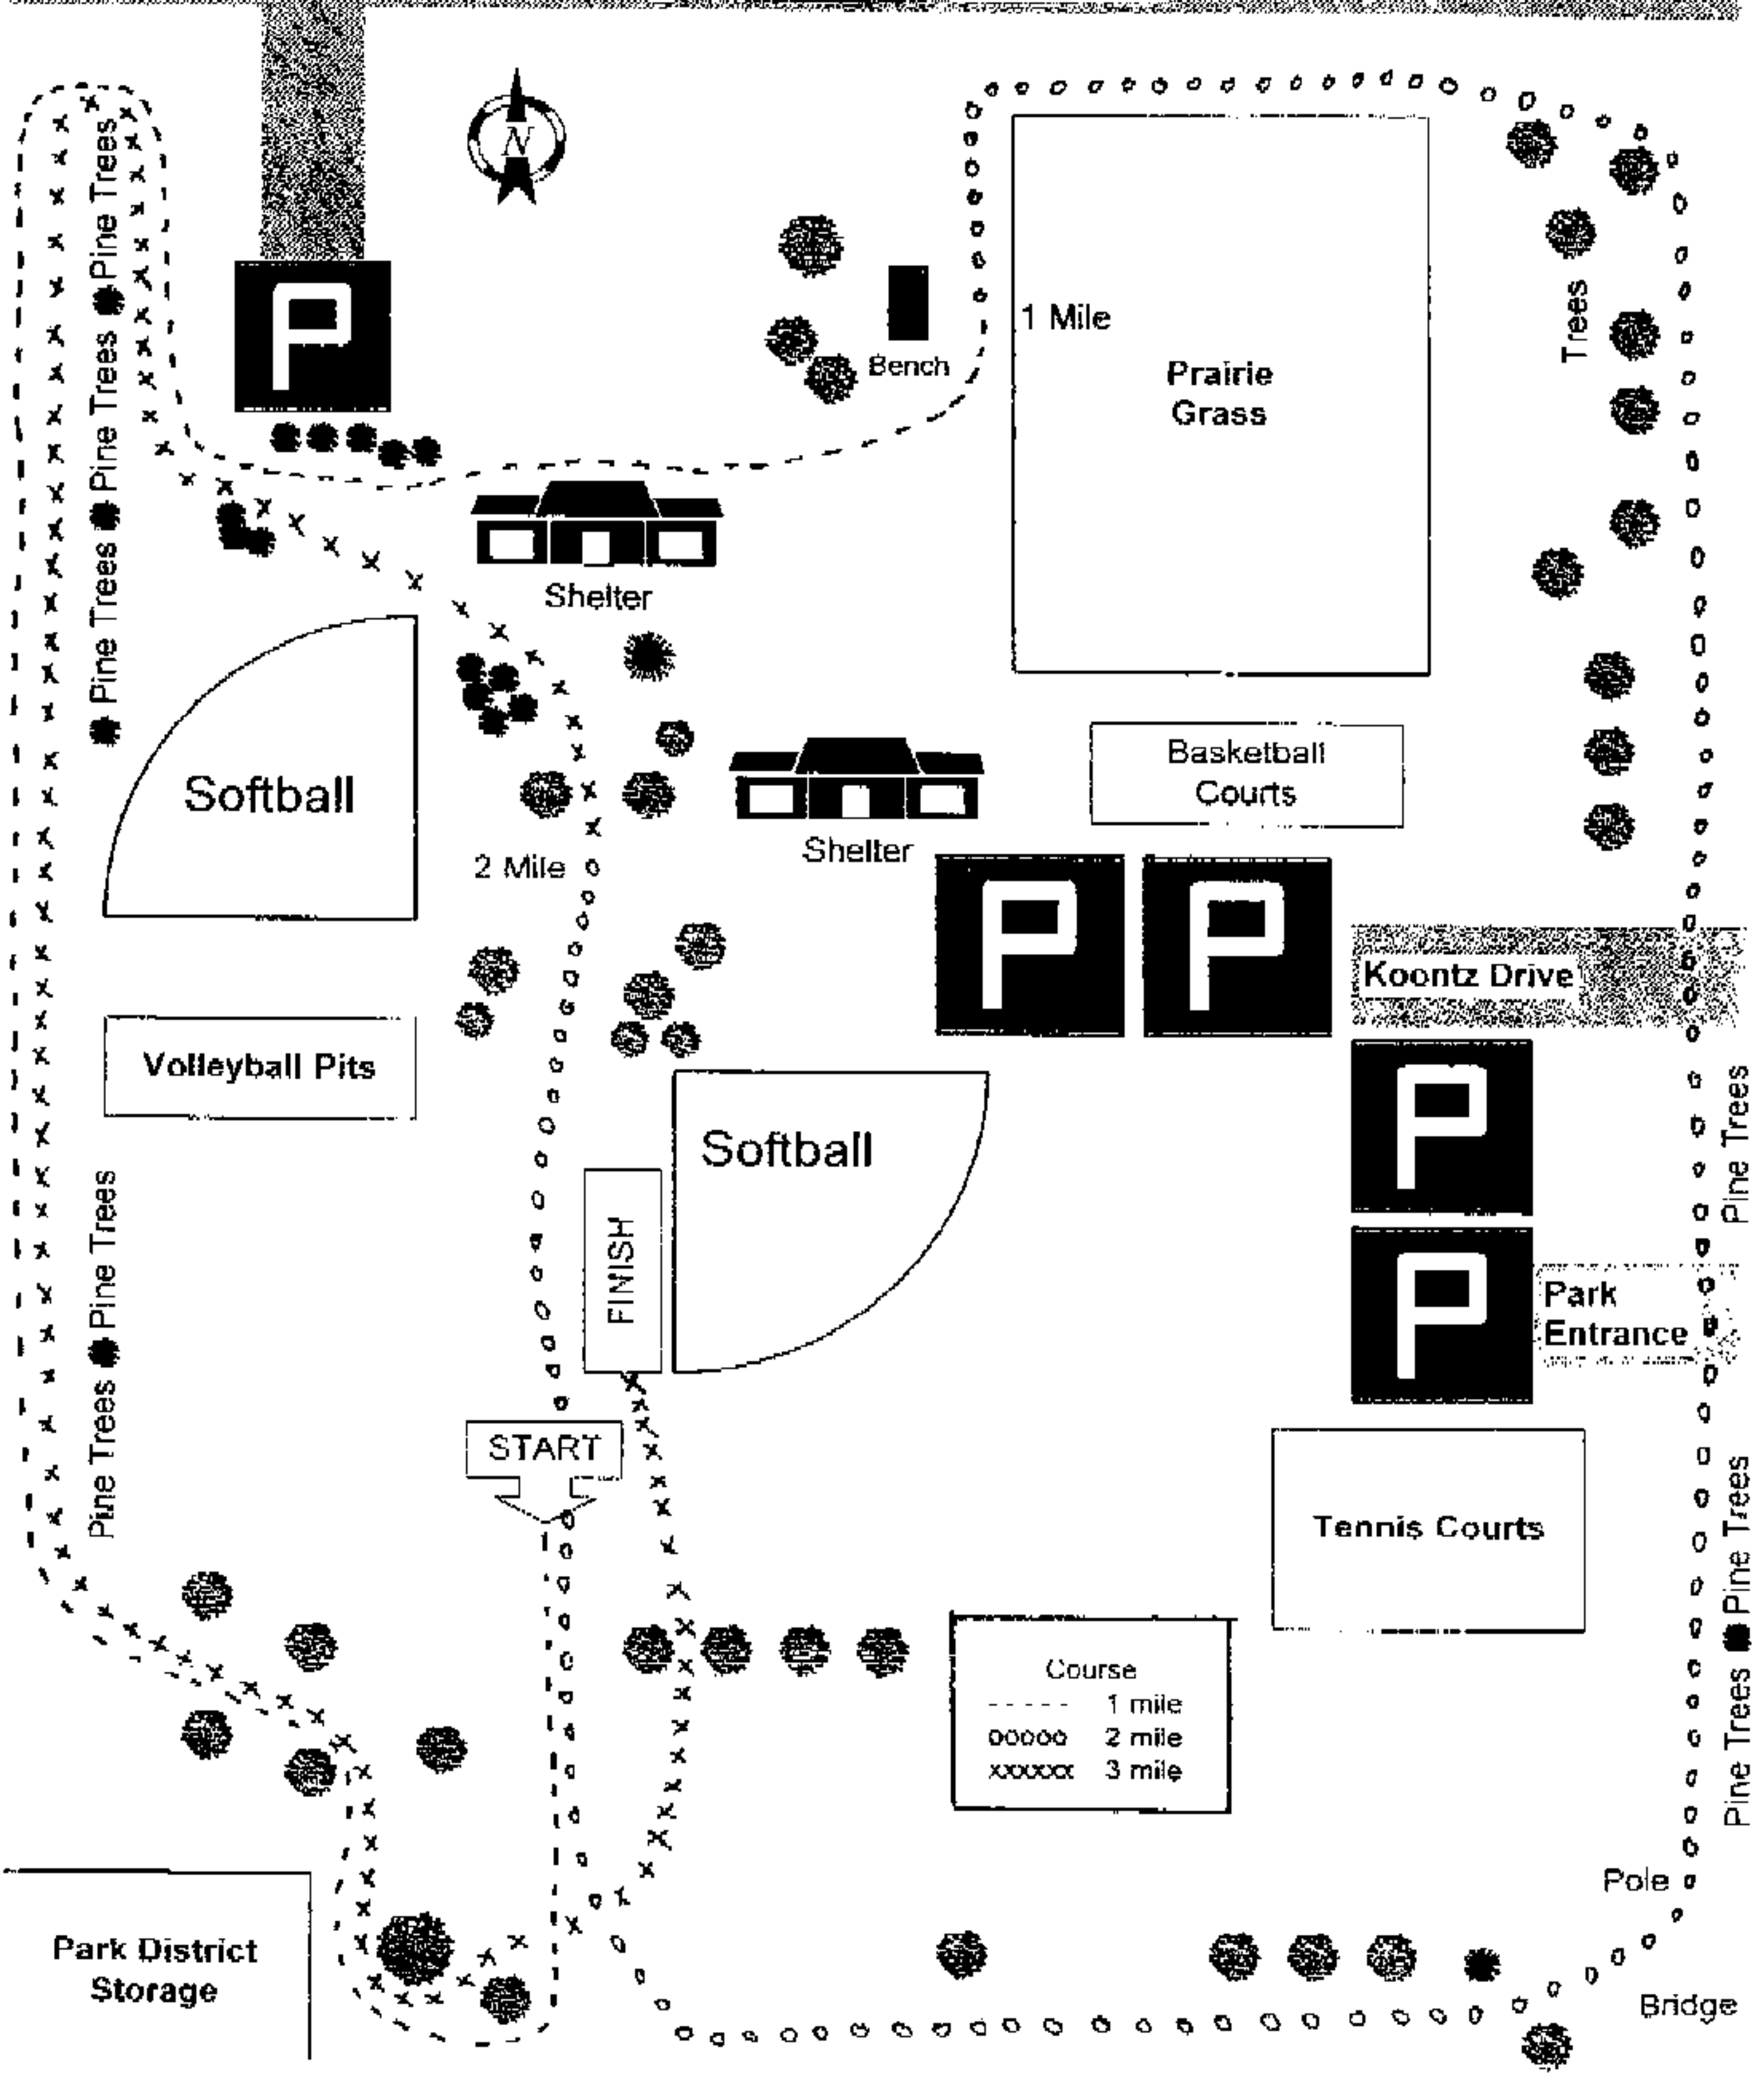 N
Pine Trees
Pine Trees
Pine Trees
P
Bench
1 Mile
Prairie
Grass
Trees
Shelter
Softball
Basketball
Courts
2 Mile
Shelter
P
P
Koontz Drive
Volleyball Pits
Softball
P
Pine Trees
FINISH
Pine Trees
Pine Trees
P
Park
Entrance
START
Tennis Courts
Pine Trees
Pine Trees
Course
----- 1 mile
ooooo 2 mile
xxxxxx 3 mile
Pole
Park District
Storage
Bridge